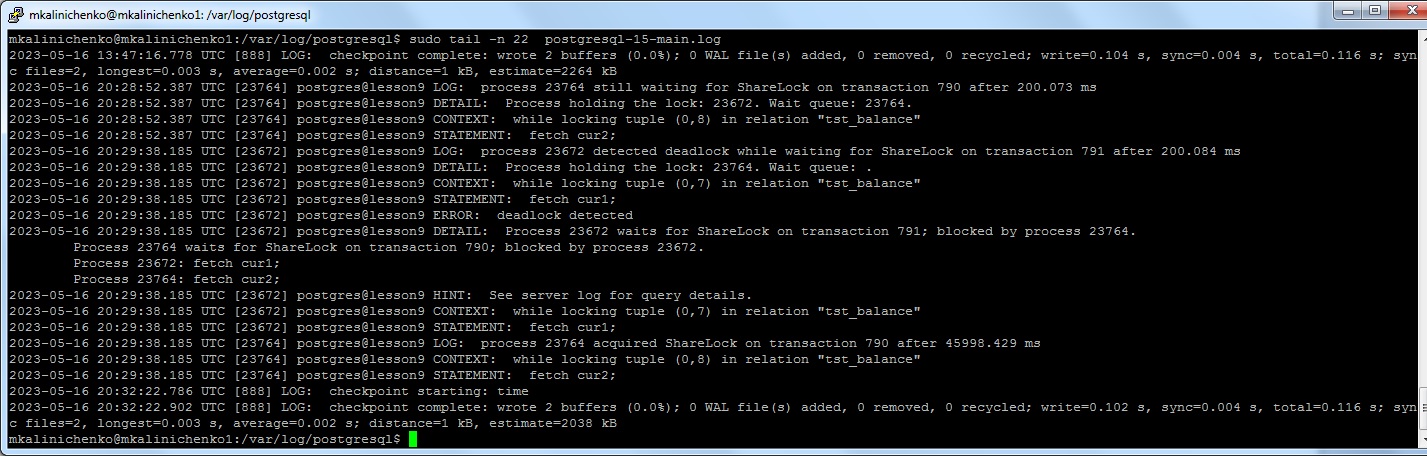 mkalinichenko@mkalinichenko1: /var/log/postgresql
mkalinichenko@mkalinichenko1:/var/log/postgresql$ sudo tail -n 22  postgresql-15-main.log
2023-05-16 13:47:16.778 UTC [888] LOG:  checkpoint complete: wrote 2 buffers (0.0%); 0 WAL file(s) added, 0 removed, 0 recycled; write=0.104 s, sync=0.004 s, total=0.116 s; syn
c files=2, longest=0.003 s, average=0.002 s; distance=1 kB, estimate=2264 kB
2023-05-16 20:28:52.387 UTC [23764] postgres@lesson9 LOG:  process 23764 still waiting for ShareLock on transaction 790 after 200.073 ms
2023-05-16 20:28:52.387 UTC [23764] postgres@lesson9 DETAIL:  Process holding the lock: 23672. Wait queue: 23764.
2023-05-16 20:28:52.387 UTC [23764] postgres@lesson9 CONTEXT:  while locking tuple (0,8) in relation "tst_balance"
2023-05-16 20:28:52.387 UTC [23764] postgres@lesson9 STATEMENT:  fetch cur2;
2023-05-16 20:29:38.185 UTC [23672] postgres@lesson9 LOG:  process 23672 detected deadlock while waiting for ShareLock on transaction 791 after 200.084 ms
2023-05-16 20:29:38.185 UTC [23672] postgres@lesson9 DETAIL:  Process holding the lock: 23764. Wait queue: .
2023-05-16 20:29:38.185 UTC [23672] postgres@lesson9 CONTEXT:  while locking tuple (0,7) in relation "tst_balance"
2023-05-16 20:29:38.185 UTC [23672] postgres@lesson9 STATEMENT:  fetch cur1;
2023-05-16 20:29:38.185 UTC [23672] postgres@lesson9 ERROR:  deadlock detected
2023-05-16 20:29:38.185 UTC [23672] postgres@lesson9 DETAIL:  Process 23672 waits for ShareLock on transaction 791; blocked by process 23764.
Process 23764 waits for ShareLock on transaction 790; blocked by process 23672.
Process 23672: fetch cur1;
Process 23764: fetch cur2;
2023-05-16 20:29:38.185 UTC [23672] postgres@lesson9 HINT:  See server log for query details.
2023-05-16 20:29:38.185 UTC [23672] postgres@lesson9 CONTEXT:  while locking tuple (0,7) in relation "tst_balance"
2023-05-16 20:29:38.185 UTC [23672] postgres@lesson9 STATEMENT:  fetch cur1;
2023-05-16 20:29:38.185 UTC [23764] postgres@lesson9 LOG:  process 23764 acquired ShareLock on transaction 790 after 45998.429 ms
2023-05-16 20:29:38.185 UTC [23764] postgres@lesson9 CONTEXT:  while locking tuple (0,8) in relation "tst_balance"
2023-05-16 20:29:38.185 UTC [23764] postgres@lesson9 STATEMENT:  fetch cur2;
2023-05-16 20:32:22.786 UTC [888] LOG:  checkpoint starting: time
2023-05-16 20:32:22.902 UTC [888] LOG:  checkpoint complete: wrote 2 buffers (0.0%); 0 WAL file(s) added, 0 removed, 0 recycled; write=0.102 s, sync=0.004 s, total=0.116 s; syn
c files=2, longest=0.003 s, average=0.002 s; distance=1 kB, estimate=2038 kB
mkalinichenko@mkalinichenko1:/var/log/postgresql$